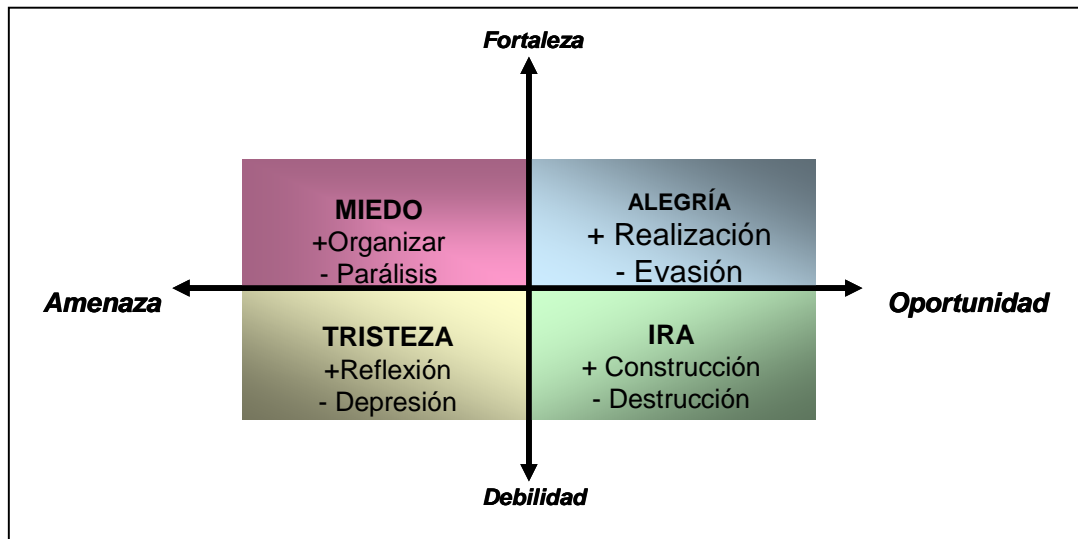 Fortaleza
MIEDO
+Organizar
- Parálisis
ALEGRÍA
+ Realización
- Evasión
Amenaza
Oportunidad
TRISTEZA
+Reflexión
- Depresión
IRA
+ Construcción
- Destrucción
Debilidad